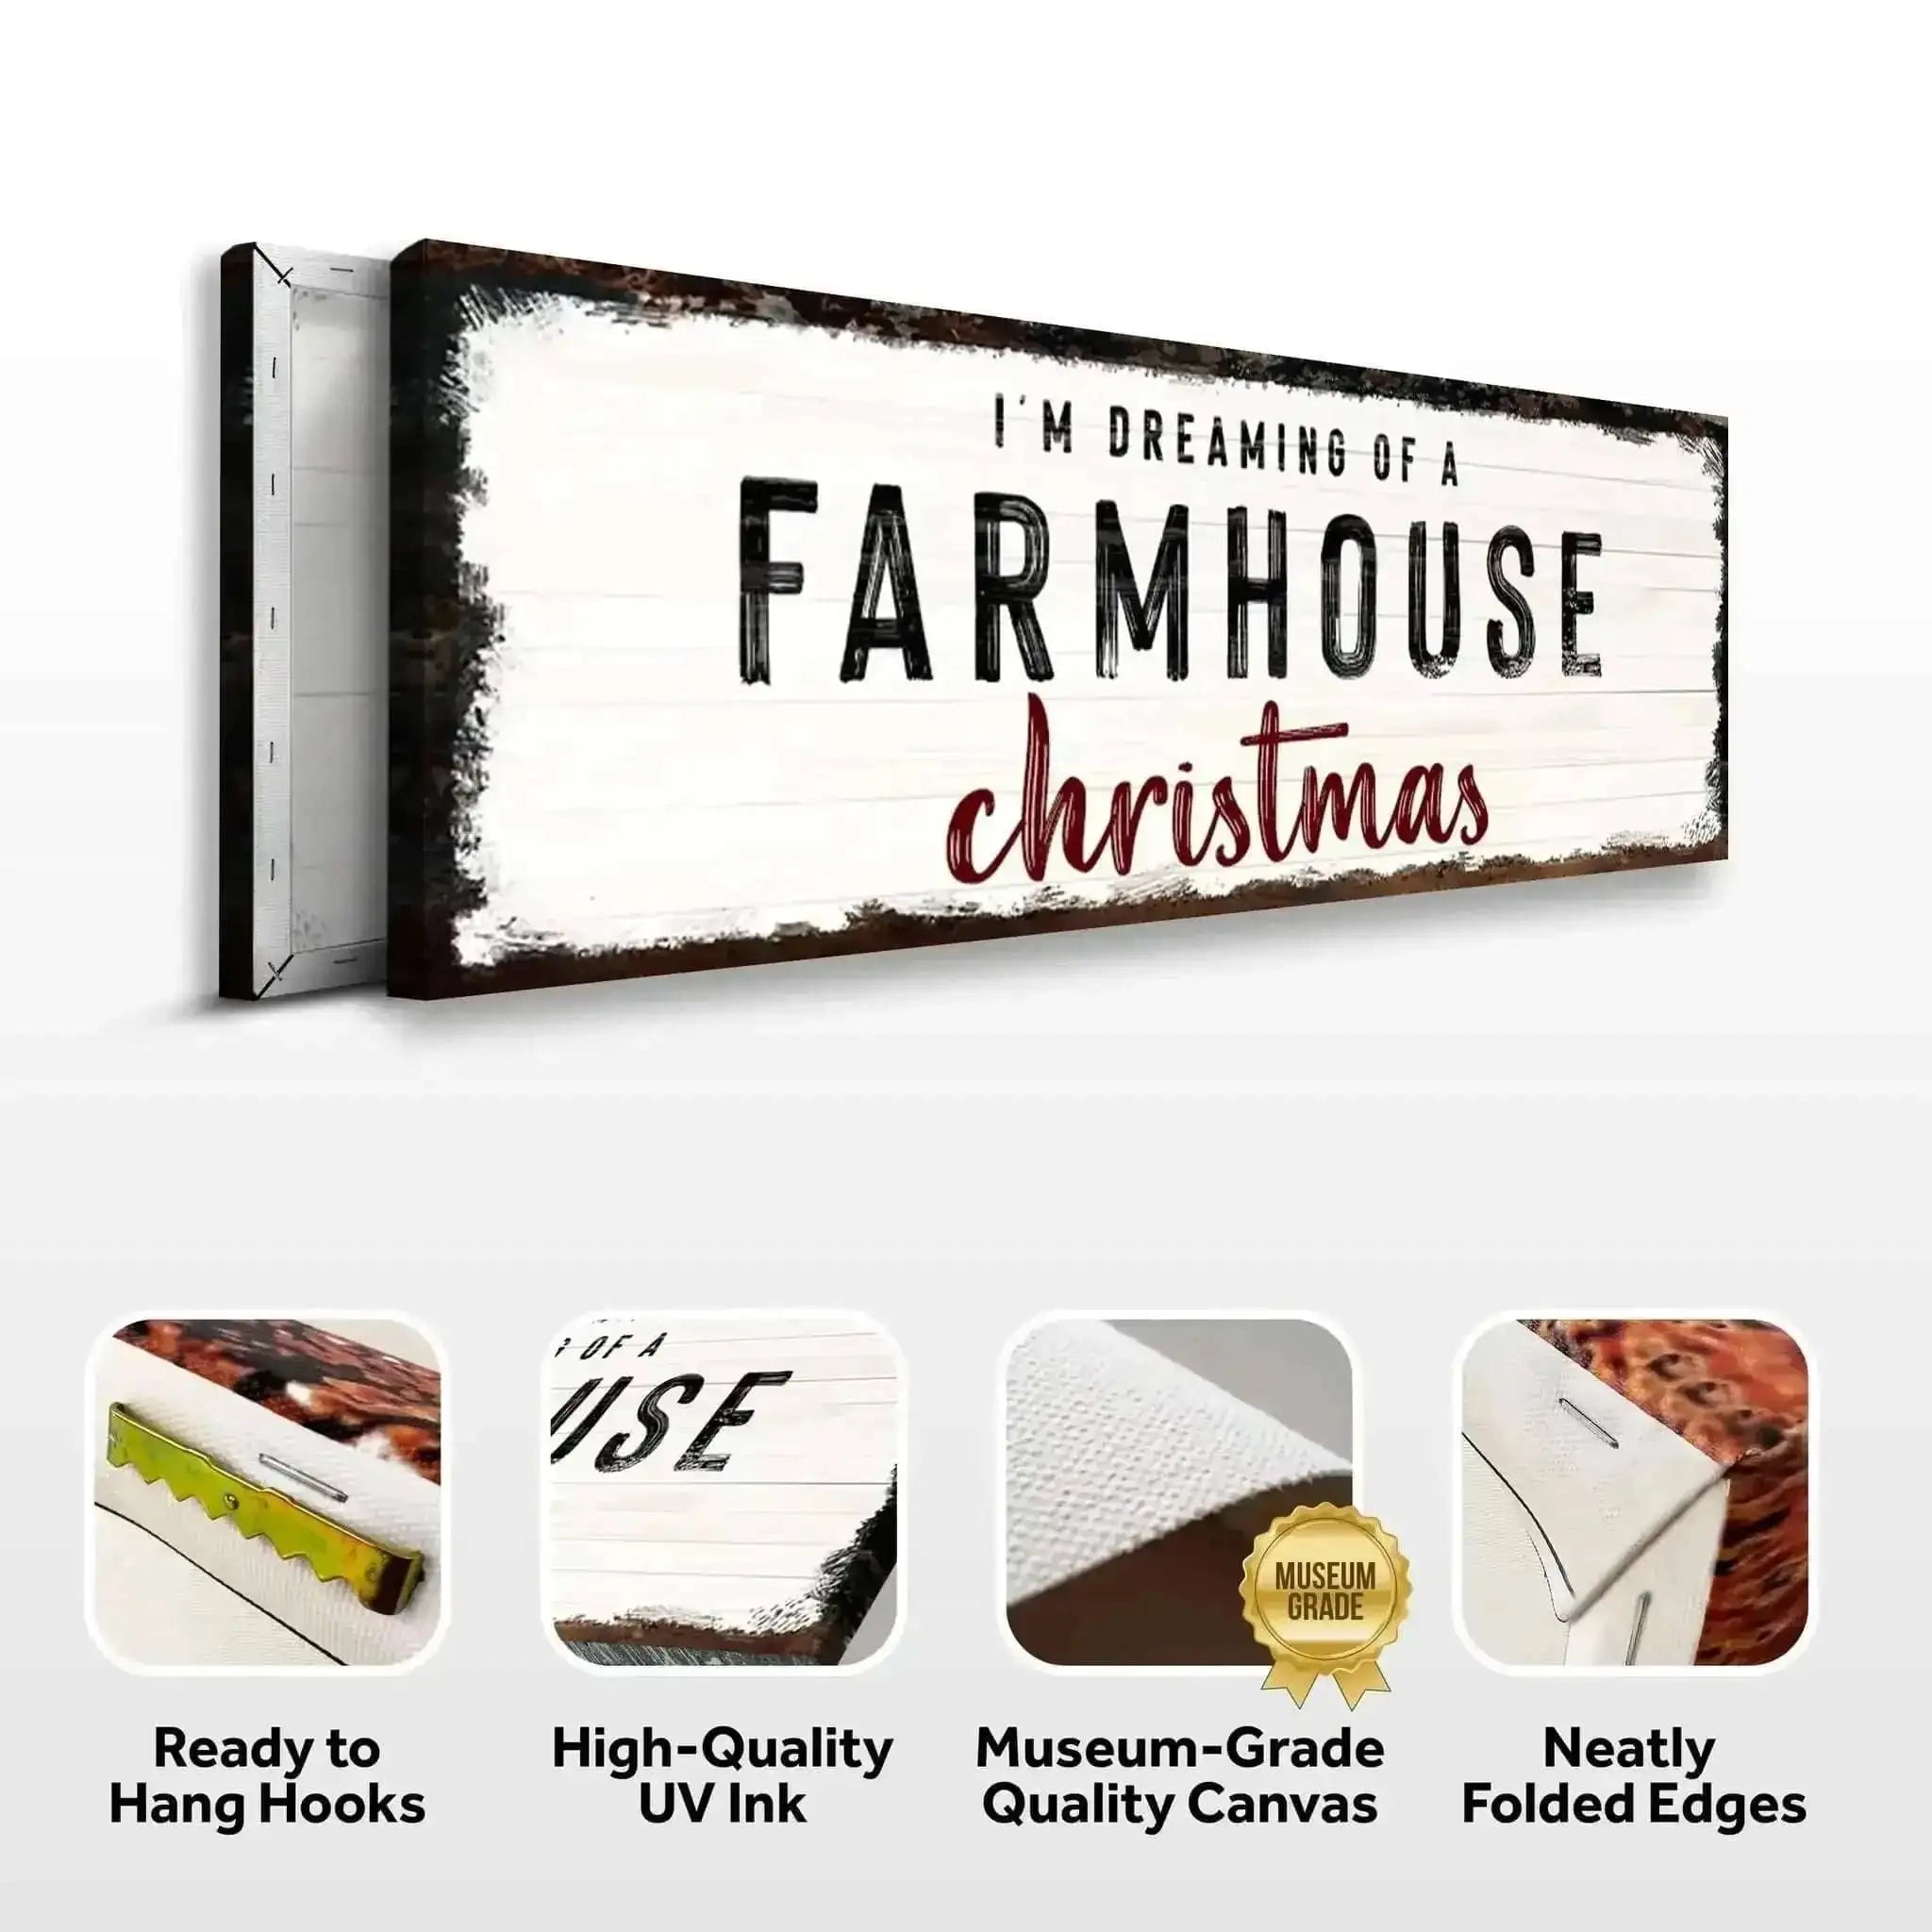 I'M DREAMING OF A
FARMHOUSE
christmas
OF A
USE
MUSEUM
GRADE
Ready to
Hang Hooks
High-Quality
UV Ink
Museum-Grade
Quality Canvas
Neatly
Folded Edges